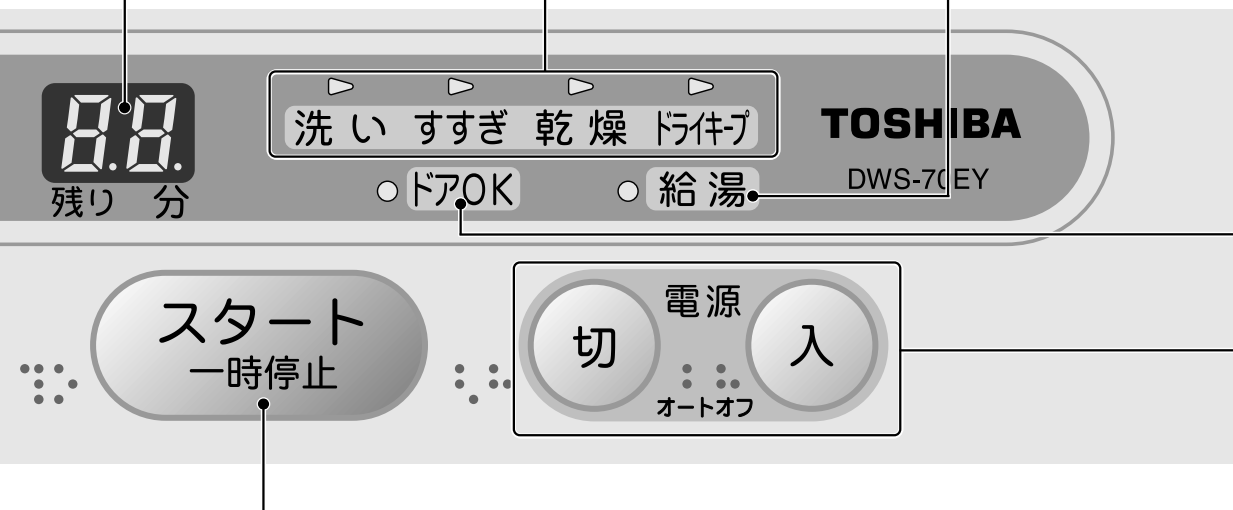 8.8.
残り 分
洗い すすぎ 乾燥 ドライキープ
ドアOK 給湯
TOSHIBA
DWS-70EY
スタート
一時停止
電源
切 入
オートオフ